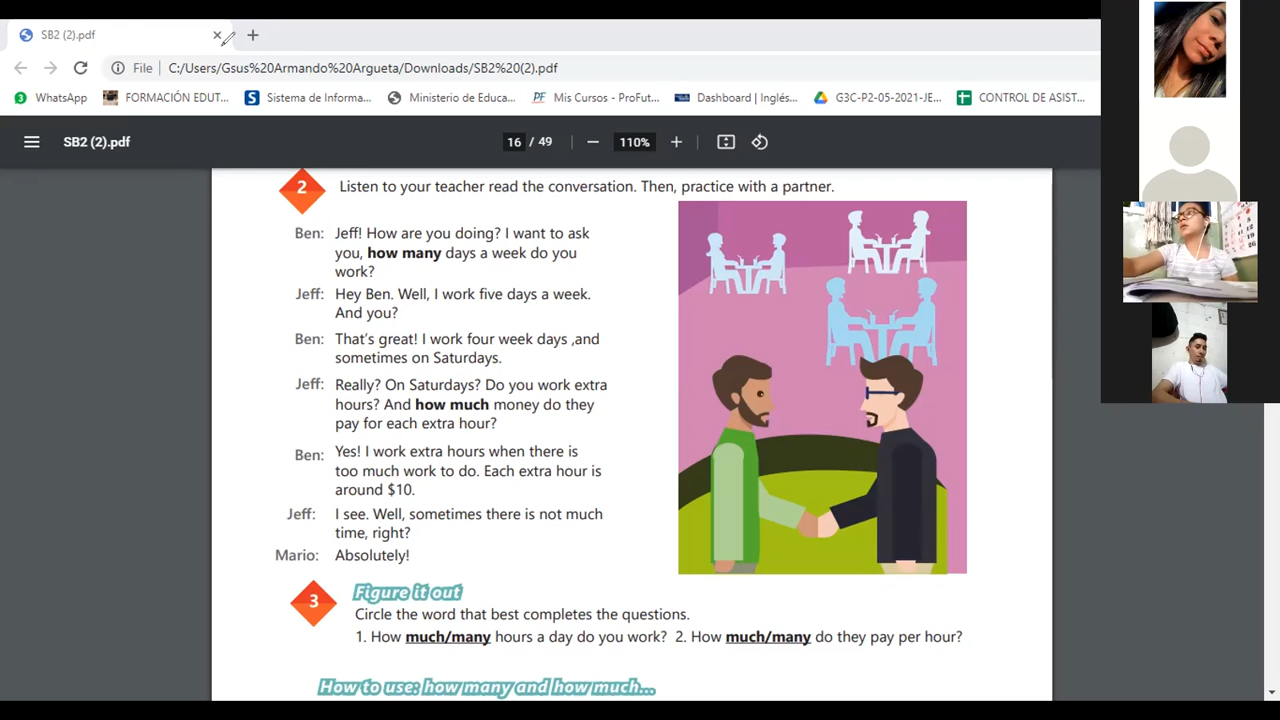 SB2 (2).pdf
File
C:/Users/Gsus%20Armando%20Argueta/Downloads/SB2%20(2).pdf
WhatsApp
FORMACIÓN EDUT...
Sistema de Informa...
Ministerio de Educa...
Mis Cursos - ProFut...
Dashboard | Inglés...
G3C-P2-05-2021-JE...
CONTROL DE ASIST...
SB2 (2).pdf
16 / 49
110%
2
Listen to your teacher read the conversation. Then, practice with a partner.
Ben: Jeff! How are you doing? I want to ask
you, how many days a week do you
work?
Jeff: Hey Ben. Well, I work five days a week.
And you?
Ben: That's great! I work four week days ,and
sometimes on Saturdays.
Jeff: Really? On Saturdays? Do you work extra
hours? And how much money do they
pay for each extra hour?
Ben: Yes! I work extra hours when there is
too much work to do. Each extra hour is
around $10.
Jeff: I see. Well, sometimes there is not much
time, right?
Mario: Absolutely!
3
Figure it out
Circle the word that best completes the questions.
1. How much/many hours a day do you work? 2. How much/many do they pay per hour?
How to use: how many and how much...